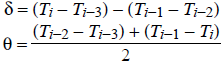 δ = (Tᵢ − Tᵢ₋₃) − (Tᵢ₋₁ − Tᵢ₋₂)
θ = ((Tᵢ₋₂ − Tᵢ₋₃) + (Tᵢ₋₁ − Tᵢ)) / 2